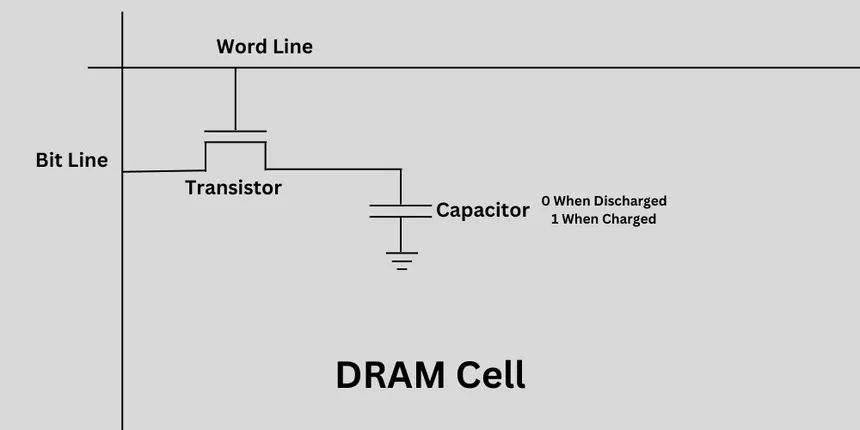 Word Line
Bit Line
Transistor
Capacitor
0 When Discharged
1 When Charged
DRAM Cell